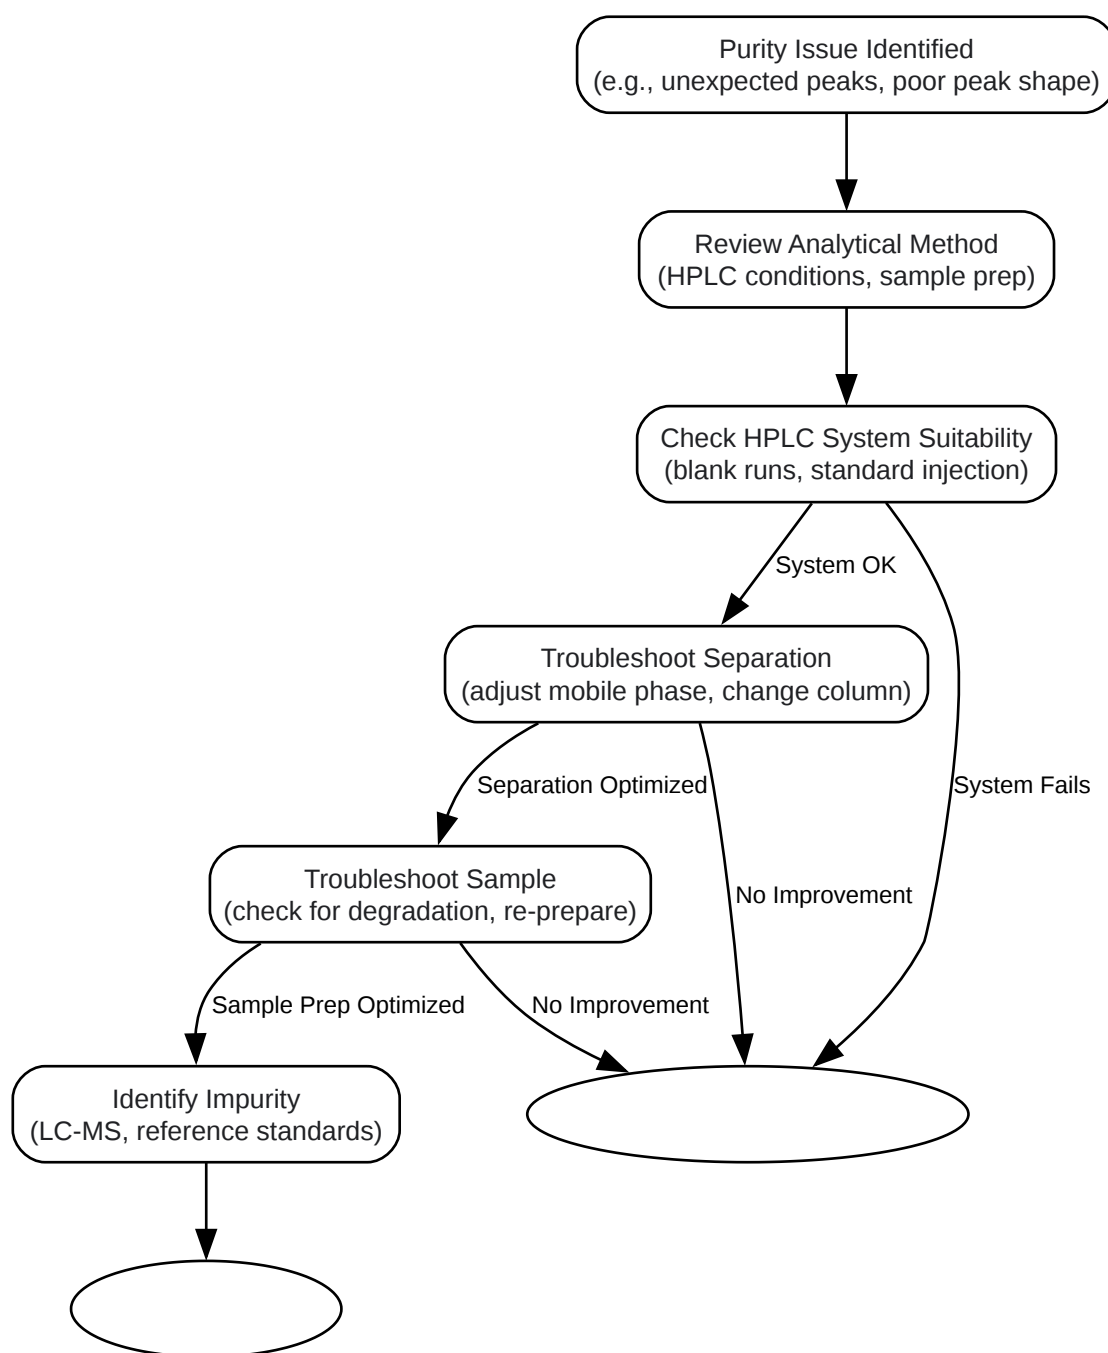 Purity Issue Identified
(e.g., unexpected peaks, poor peak shape)
Review Analytical Method
(HPLC conditions, sample prep)
Check HPLC System Suitability
(blank runs, standard injection)
System OK
Troubleshoot Separation
(adjust mobile phase, change column)
Separation Optimized
System Fails
Troubleshoot Sample
(check for degradation, re-prepare)
No Improvement
Sample Prep Optimized
No Improvement
Identify Impurity
(LC-MS, reference standards)